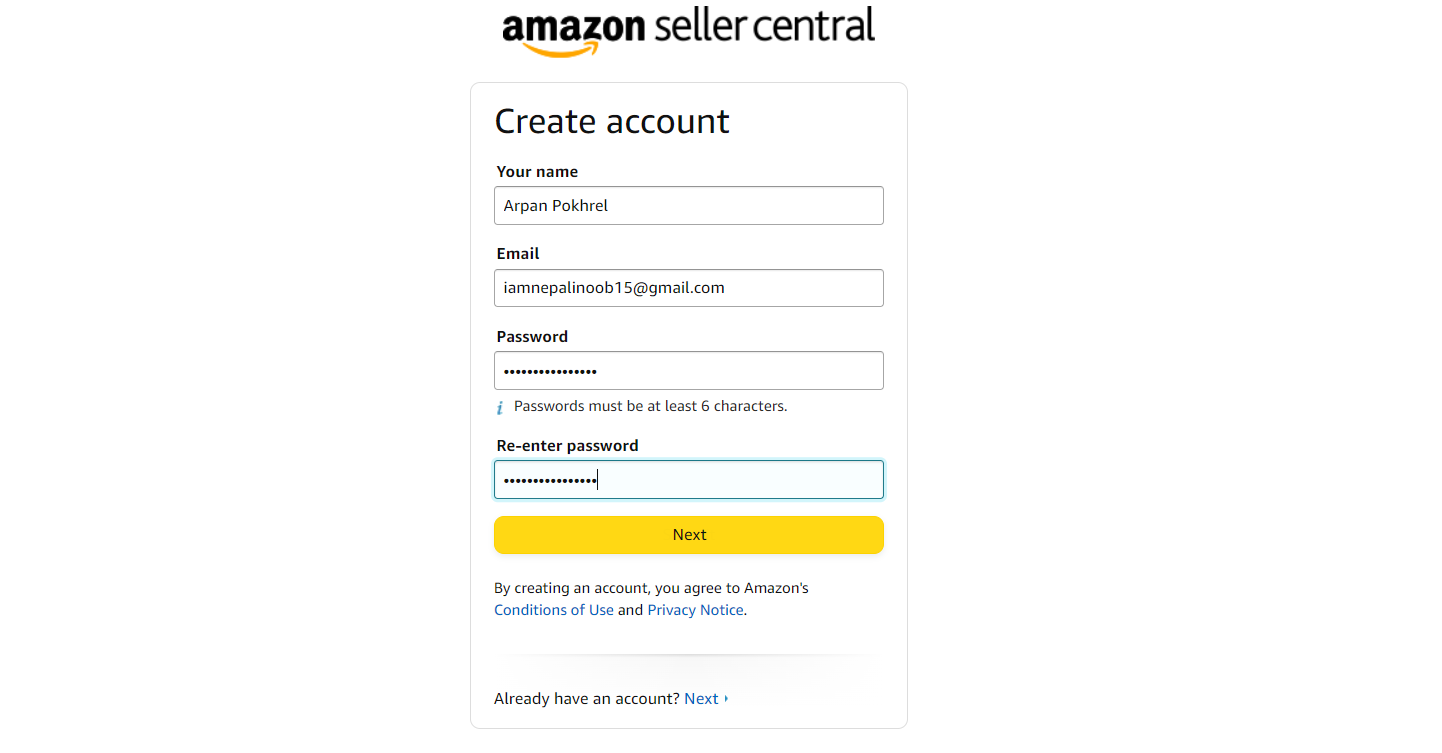 amazon seller central
Create account
Your name
Arpan Pokhrel
Email
iamnepalinoob15@gmail.com
Password
••••••••••••••••
i Passwords must be at least 6 characters.
Re-enter password
••••••••••••••••
Next
By creating an account, you agree to Amazon's
Conditions of Use and Privacy Notice.
Already have an account? Next